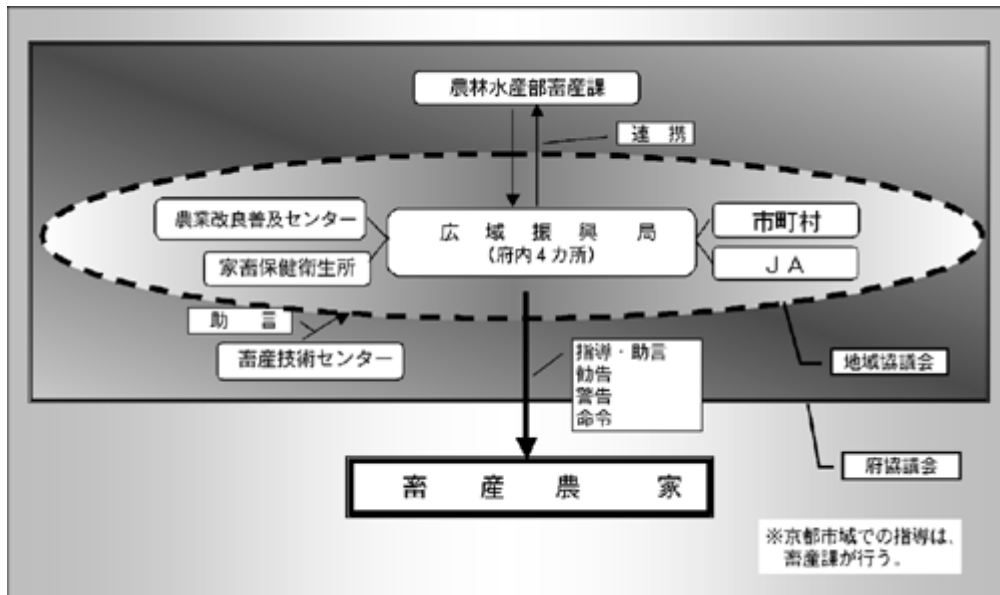 農林水産部畜産課
連 携
農業改良普及センター
広 域 振 興 局
(府内4カ所)
市町村
家畜保健衛生所
JA
助 言
畜産技術センター
指導・助言
勧告
警告
命令
地域協議会
府協議会
畜 産 農 家
※京都市域での指導は、
畜産課が行う。